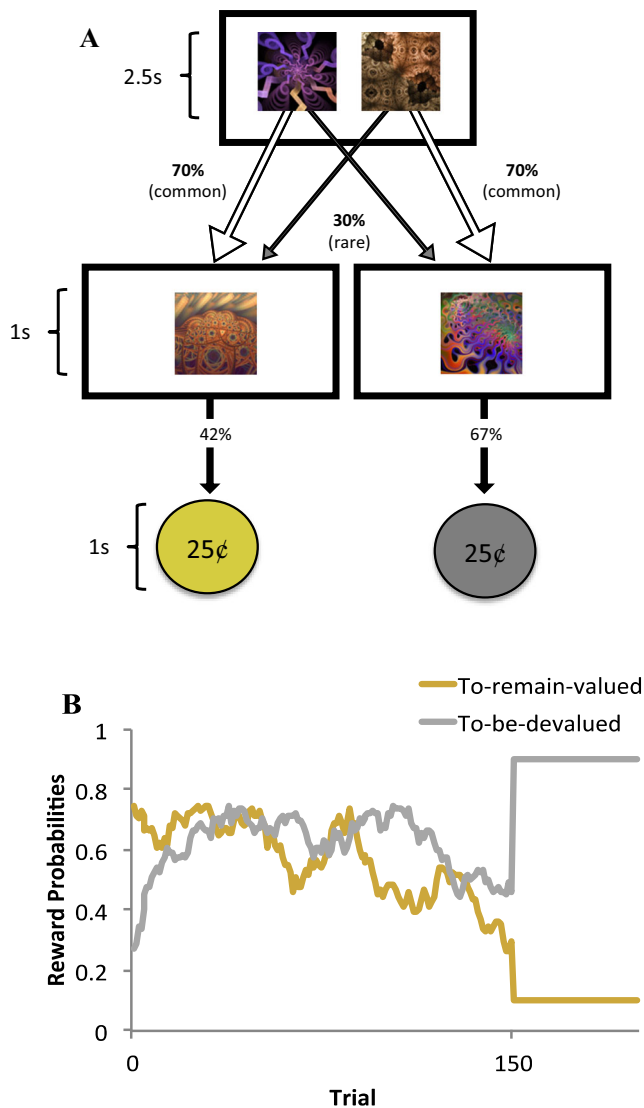 A
2.5s
70%
(common)
70%
(common)
30%
(rare)
1s
42%
67%
1s
25¢
25¢
To-remain-valued
To-be-devalued
B
1
0.8
0.6
0.4
0.2
0
Reward Probabilities
0
150
Trial